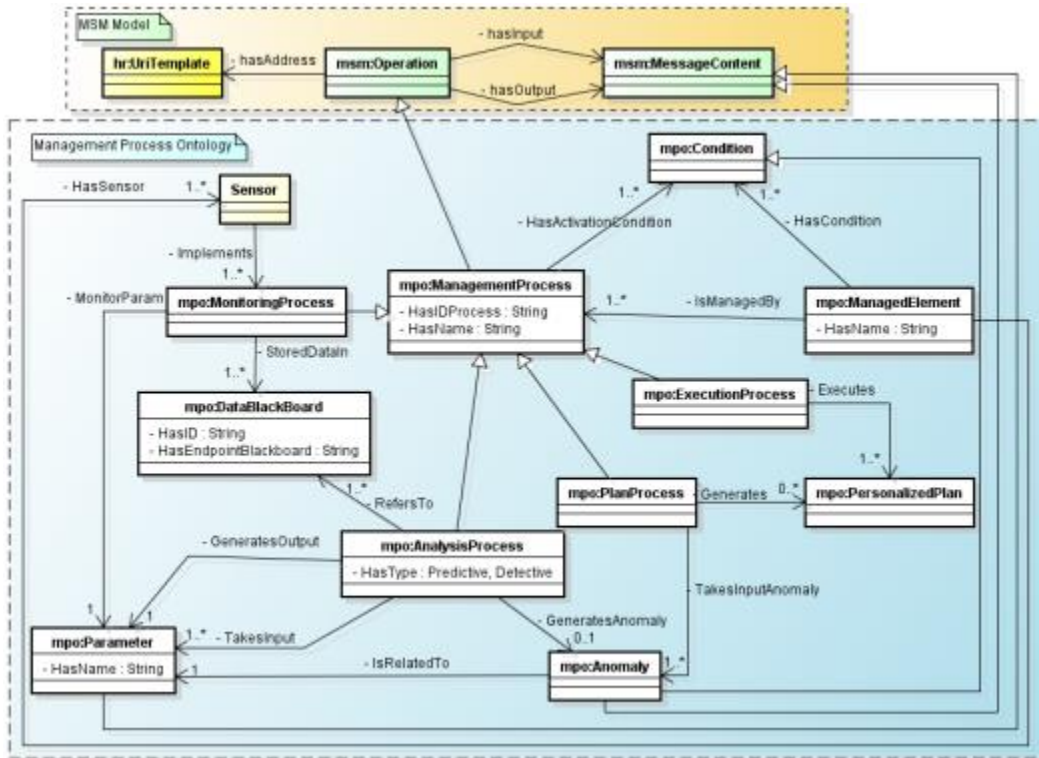 MSM Model
- hasInput
hr:UriTemplate
- hasAddress
msm:Operation
msm:MessageContent
- hasOutput
Management Process Ontology
mpo:Condition
- HasSensor
1..*
Sensor
1..*
1..*
- HasActivationCondition
- HasCondition
- Implements
1..*
mpo:ManagementProcess
- HasIDProcess : String
- HasName : String
- MonitorParam
mpo:MonitoringProcess
1..*
- IsManagedBy
mpo:ManagedElement
- HasName : String
- StoredDataIn
1..*
mpo:ExecutionProcess
- Executes
mpo:DataBlackBoard
- HasID : String
- HasEndpointBlackboard : String
1..*
1..*
- RefersTo
mpo:PlanProcess
- Generates
0..*
mpo:PersonalizedPlan
- GeneratesOutput
mpo:AnalysisProcess
- HasType : Predictive, Detective
- TakesInputAnomaly
1
1
- GeneratesAnomaly
mpo:Parameter
- HasName : String
1..*
- TakesInput
0..1
1
- IsRelatedTo
mpo:Anomaly
1..*